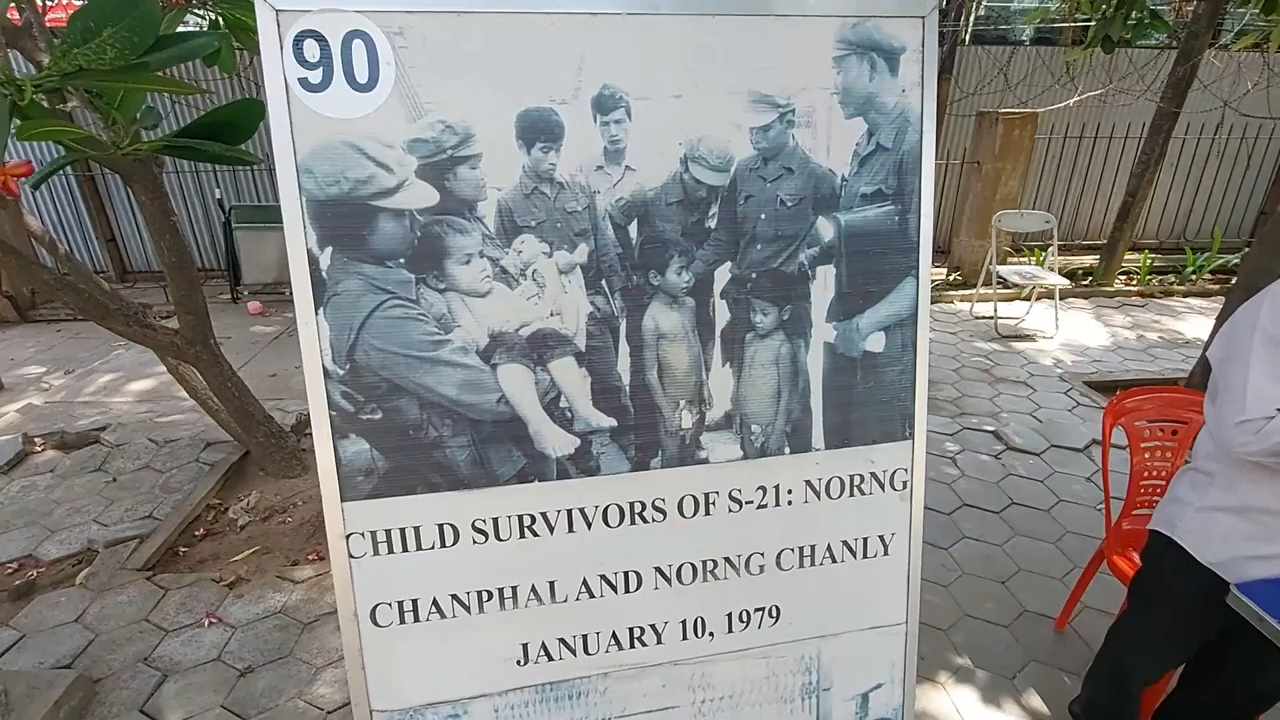 90
CHILD SURVIVORS OF S-21: NORNG
CHANPHAL AND NORNG CHANLY
JANUARY 10, 1979